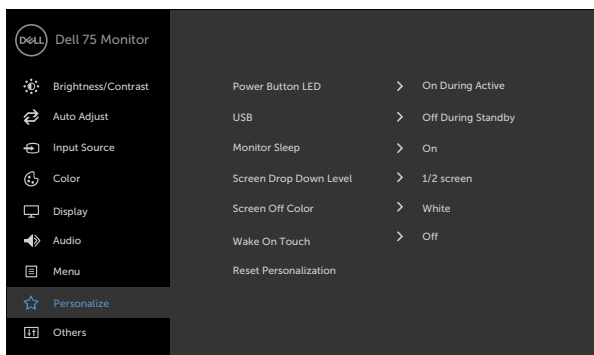 DELL Dell 75 Monitor
Brightness/Contrast
Auto Adjust
Input Source
Color
Display
Audio
Menu
Personalize
Others
Power Button LED > On During Active
USB > Off During Standby
Monitor Sleep > On
Screen Drop Down Level > 1/2 screen
Screen Off Color > White
Wake On Touch > Off
Reset Personalization